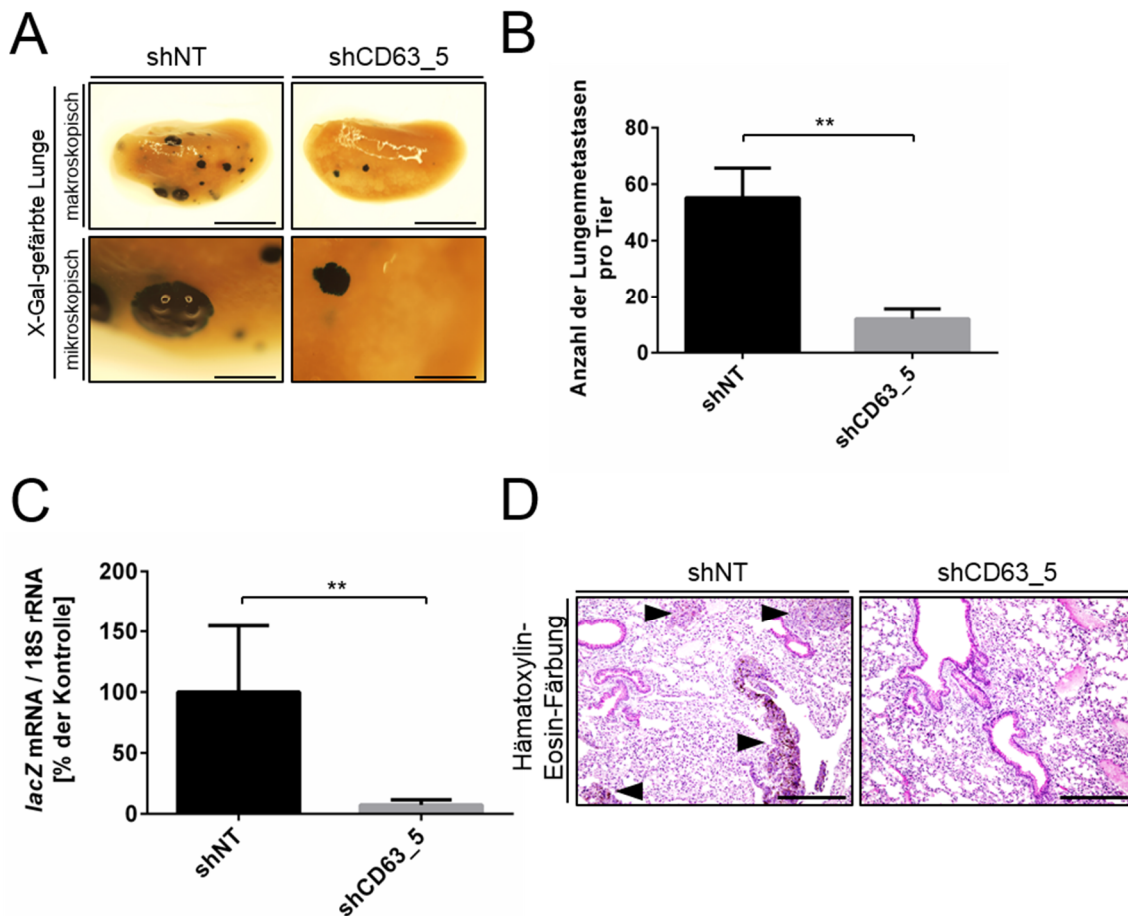 A
shNT
shCD63_5
X-Gal-gefärbte Lunge
makroskopisch
mikroskopisch
B
Anzahl der Lungenmetastasen
pro Tier
80
60
40
20
0
**
shNT
shCD63_5
C
lacZ mRNA / 18S rRNA
[% der Kontrolle]
200
150
100
50
0
**
shNT
shCD63_5
D
shNT
shCD63_5
Hämatoxylin-
Eosin-Färbung